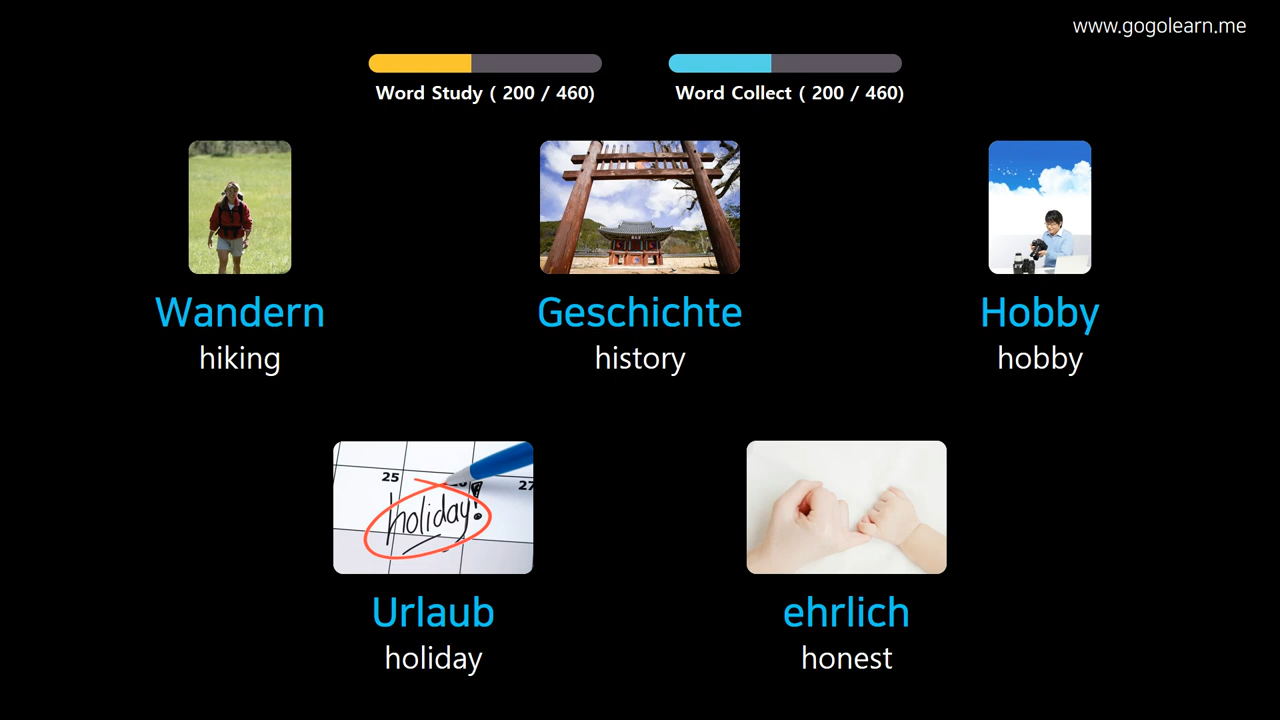 www.gogolearn.me
Word Study ( 200 / 460)
Word Collect ( 200 / 460)
Wandern
hiking
Geschichte
history
Hobby
hobby
25
27
holiday!
Urlaub
holiday
ehrlich
honest